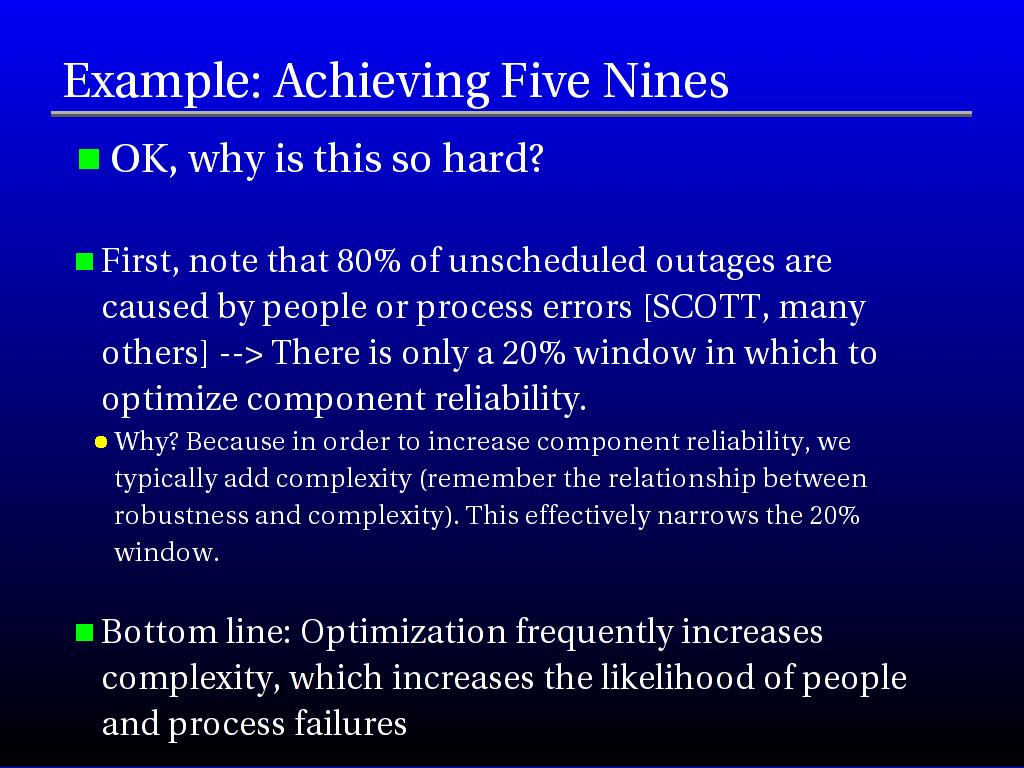 Example: Achieving Five Nines
OK, why is this so hard?
First, note that 80% of unscheduled outages are
caused by people or process errors [SCOTT, many
others] --> There is only a 20% window in which to
optimize component reliability.
Why? Because in order to increase component reliability, we
typically add complexity (remember the relationship between
robustness and complexity). This effectively narrows the 20%
window.
Bottom line: Optimization frequently increases
complexity, which increases the likelihood of people
and process failures